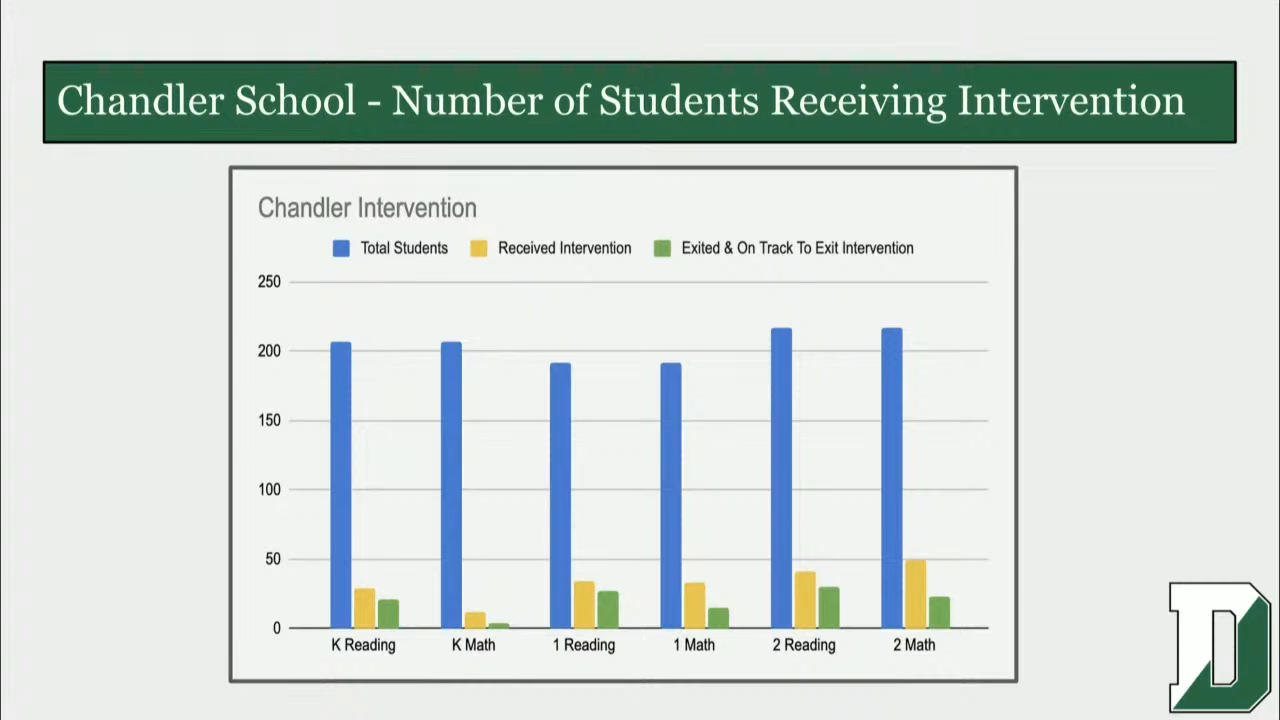 Chandler School - Number of Students Receiving Intervention
Chandler Intervention
Total Students Received Intervention Exited & On Track To Exit Intervention
250
200
150
100
50
0
K Reading K Math 1 Reading 1 Math 2 Reading 2 Math
D